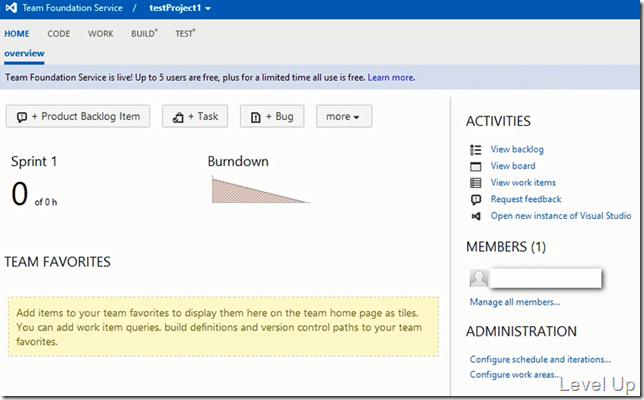 Team Foundation Service / testProject1
HOME CODE WORK BUILD* TEST*
overview
Team Foundation Service is live! Up to 5 users are free, plus for a limited time all use is free. Learn more.
+ Product Backlog Item + Task + Bug more
Sprint 1
0 of 0 h
Burndown
TEAM FAVORITES
Add items to your team favorites to display them here on the team home page as tiles.
You can add work item queries, build definitions and version control paths to your team
favorites.
ACTIVITIES
View backlog
View board
View work items
Request feedback
Open new instance of Visual Studio
MEMBERS (1)
Manage all members...
ADMINISTRATION
Configure schedule and iterations...
Configure work areas...
Level Up